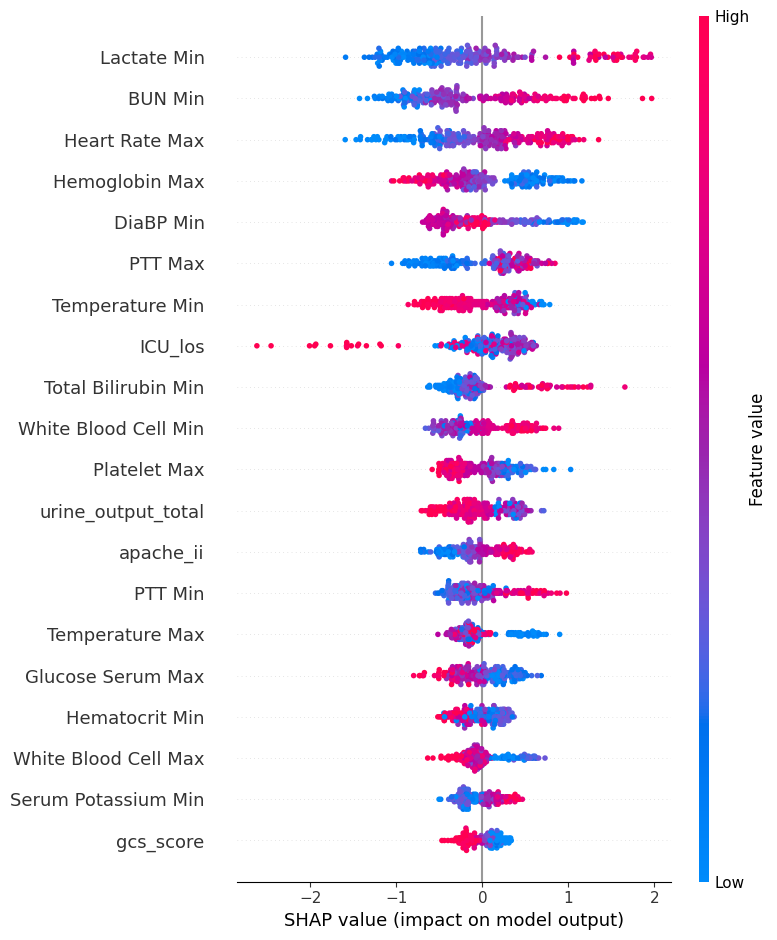 High
Lactate Min
BUN Min
Heart Rate Max
Hemoglobin Max
DiaBP Min
PTT Max
Temperature Min
ICU_los
Total Bilirubin Min
White Blood Cell Min
Platelet Max
urine_output_total
apache_ii
PTT Min
Temperature Max
Glucose Serum Max
Hematocrit Min
White Blood Cell Max
Serum Potassium Min
gcs_score
Feature value
Low
−2 −1 0 1 2
SHAP value (impact on model output)